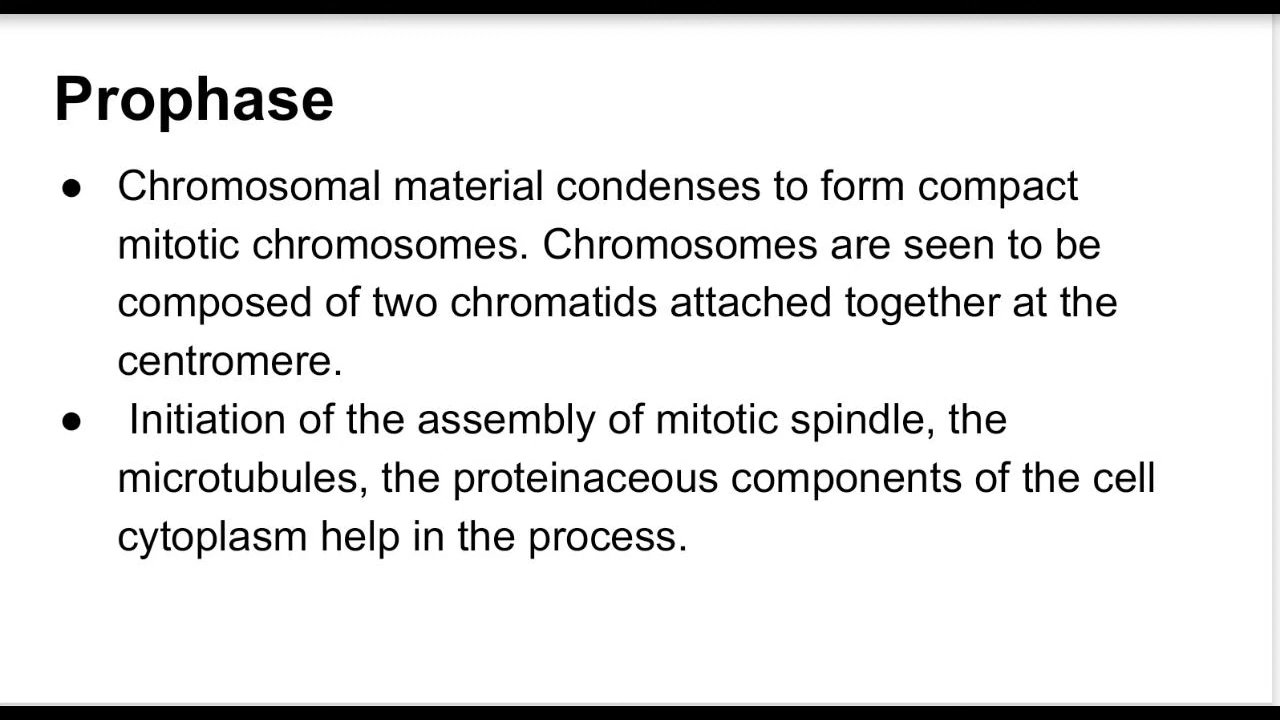 Prophase
● Chromosomal material condenses to form compact
mitotic chromosomes. Chromosomes are seen to be
composed of two chromatids attached together at the
centromere.
● Initiation of the assembly of mitotic spindle, the
microtubules, the proteinaceous components of the cell
cytoplasm help in the process.